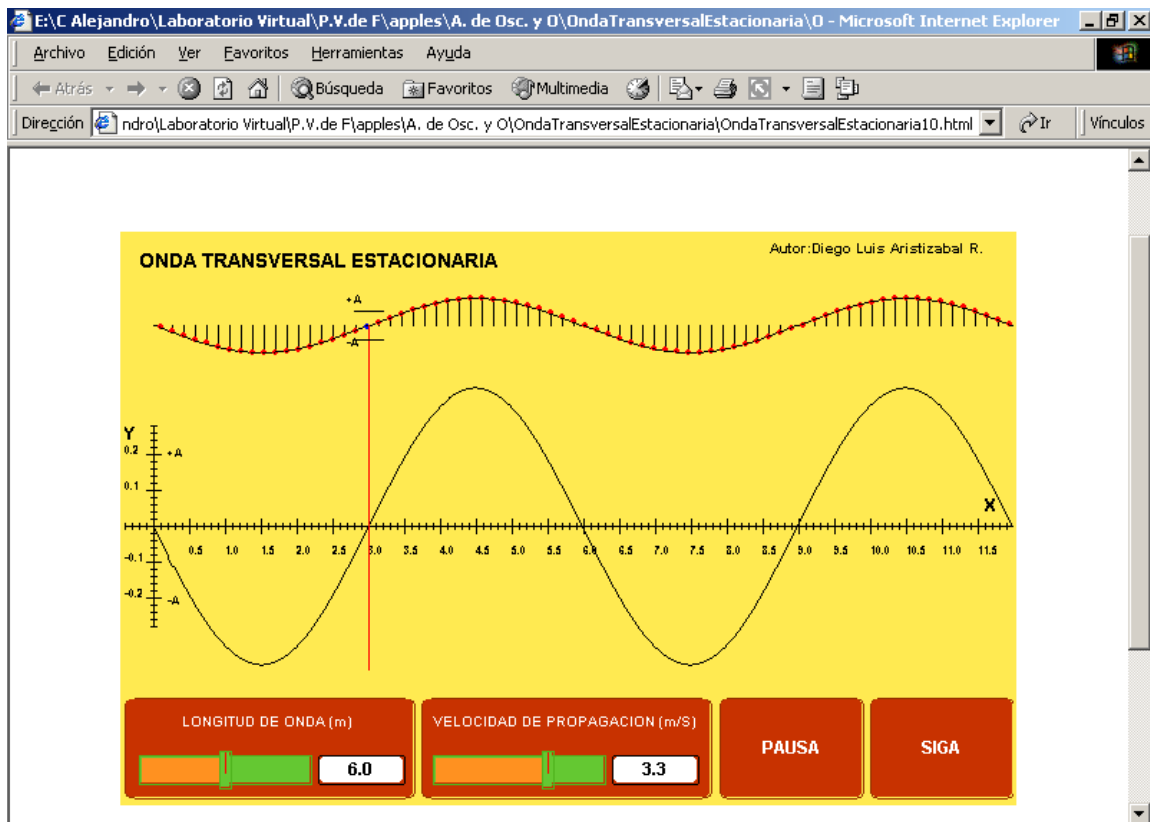 E:\C Alejandro\Laboratorio Virtual\P.V.de F\apples\A. de Osc. y O\OndaTransversalEstacionaria\O - Microsoft Internet Explorer
Archivo Edición Ver Favoritos Herramientas Ayuda
Atrás Búsqueda Favoritos Multimedia
Dirección ndro\Laboratorio Virtual\P.V.de F\apples\A. de Osc. y O\OndaTransversalEstacionaria\OndaTransversalEstacionaria10.html Ir Vínculos
ONDA TRANSVERSAL ESTACIONARIA
Autor:Diego Luis Aristizabal R.
+A
-A
Y
0.2 +A
0.1
X
0.5 1.0 1.5 2.0 2.5 3.0 3.5 4.0 4.5 5.0 5.5 6.0 6.5 7.0 7.5 8.0 8.5 9.0 9.5 10.0 10.5 11.0 11.5
-0.1
-0.2 -A
LONGITUD DE ONDA (m) VELOCIDAD DE PROPAGACION (m/S)
6.0 3.3 PAUSA SIGA